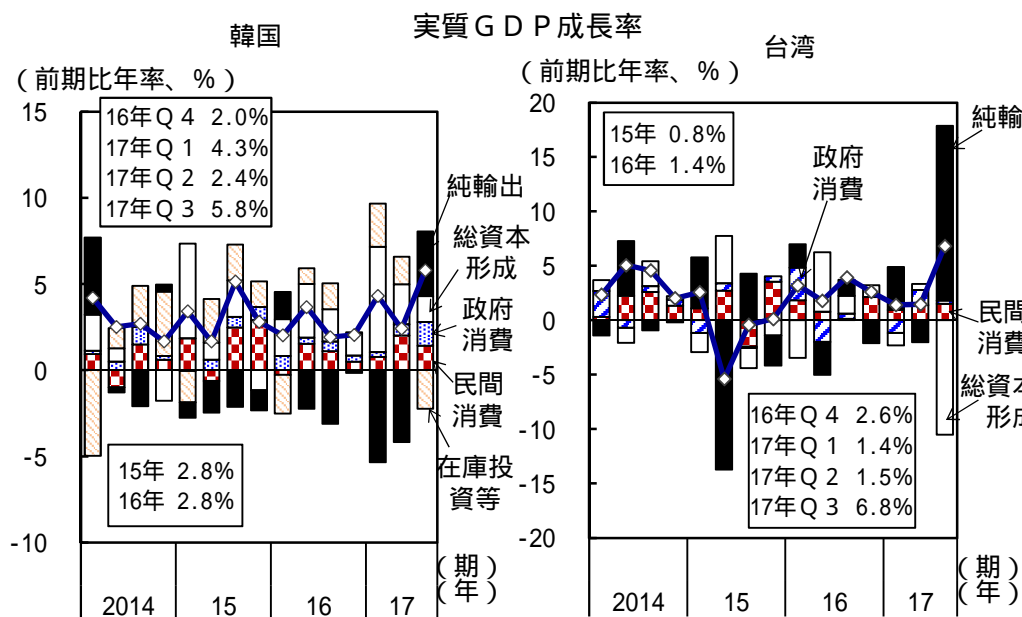 実質ＧＤＰ成長率
韓国
（前期比年率、％）
15
10
5
0
-5
-10
16年Ｑ４ 2.0%
17年Ｑ１ 4.3%
17年Ｑ２ 2.4%
17年Ｑ３ 5.8%
純輸出
総資本
形成
政府
消費
民間
消費
在庫投
資等
15年 2.8%
16年 2.8%
（期）
（年）
2014 15 16 17
台湾
（前期比年率、％）
20
15
10
5
0
-5
-10
-15
-20
15年 0.8%
16年 1.4%
政府
消費
純輸
民間
消費
総資本
形成
16年Ｑ４ 2.6%
17年Ｑ１ 1.4%
17年Ｑ２ 1.5%
17年Ｑ３ 6.8%
（期）
（年）
2014 15 16 17